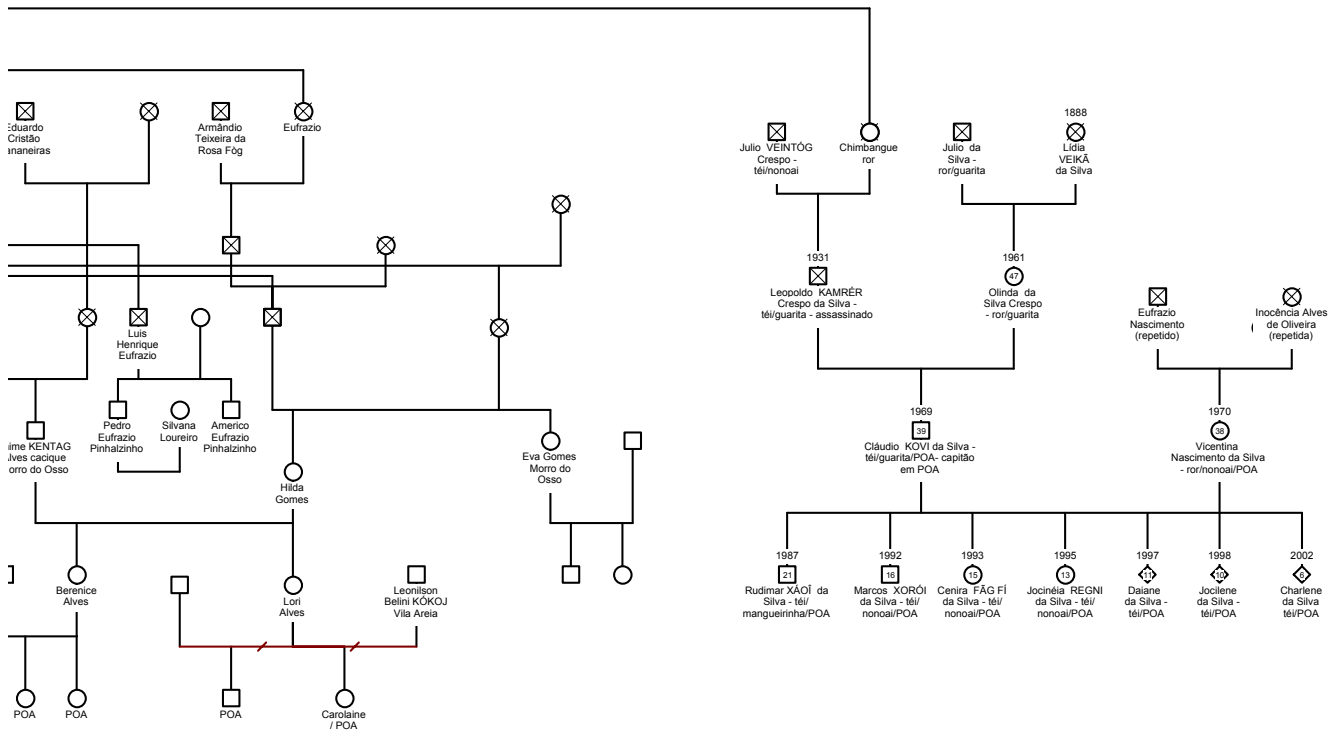 Eduardo
Cristão
ananeiras
Armândio
Teixeira da
Rosa Fòg
Eufrazio
Julio VEINTÓG
Crespo -
téi/nonoai
Chimbangue
ror
Julio da
Silva -
ror/guarita
1888
Lídia
VEIKÃ
da Silva
1931
Leopoldo KAMRÉR
Crespo da Silva -
téi/guarita - assassinado
1961
47
Olinda da
Silva Crespo
- ror/guarita
Luis
Henrique
Eufrazio
Eufrazio
Nascimento
(repetido)
Inocência Alves
de Oliveira
(repetida)
ime KENTAG
Alves cacique
orro do Osso
Pedro
Eufrazio
Pinhalzinho
Silvana
Loureiro
Americo
Eufrazio
Pinhalzinho
Hilda
Gomes
Eva Gomes
Morro do
Osso
1969
39
Cláudio KOVI da Silva -
téi/guarita/POA- capitão
em POA
1970
38
Vicentina
Nascimento da Silva
- ror/nonoai/POA
Berenice
Alves
Lori
Alves
Leonilson
Belini KÓKOJ
Vila Areia
1987
21
Rudimar XÀOĨ da
Silva - téi/
mangueirinha/POA
1992
16
Marcos XORÓI
da Silva - téi/
nonoai/POA
1993
15
Cenira FÃG FÍ
da Silva - téi/
nonoai/POA
1995
13
Jocinéia REGNI
da Silva - téi/
nonoai/POA
1997
11
Daiane
da Silva -
téi/POA
1998
10
Jocilene
da Silva -
téi/POA
2002
6
Charlene
da Silva
téi/POA
POA
POA
POA
Carolaine
/ POA